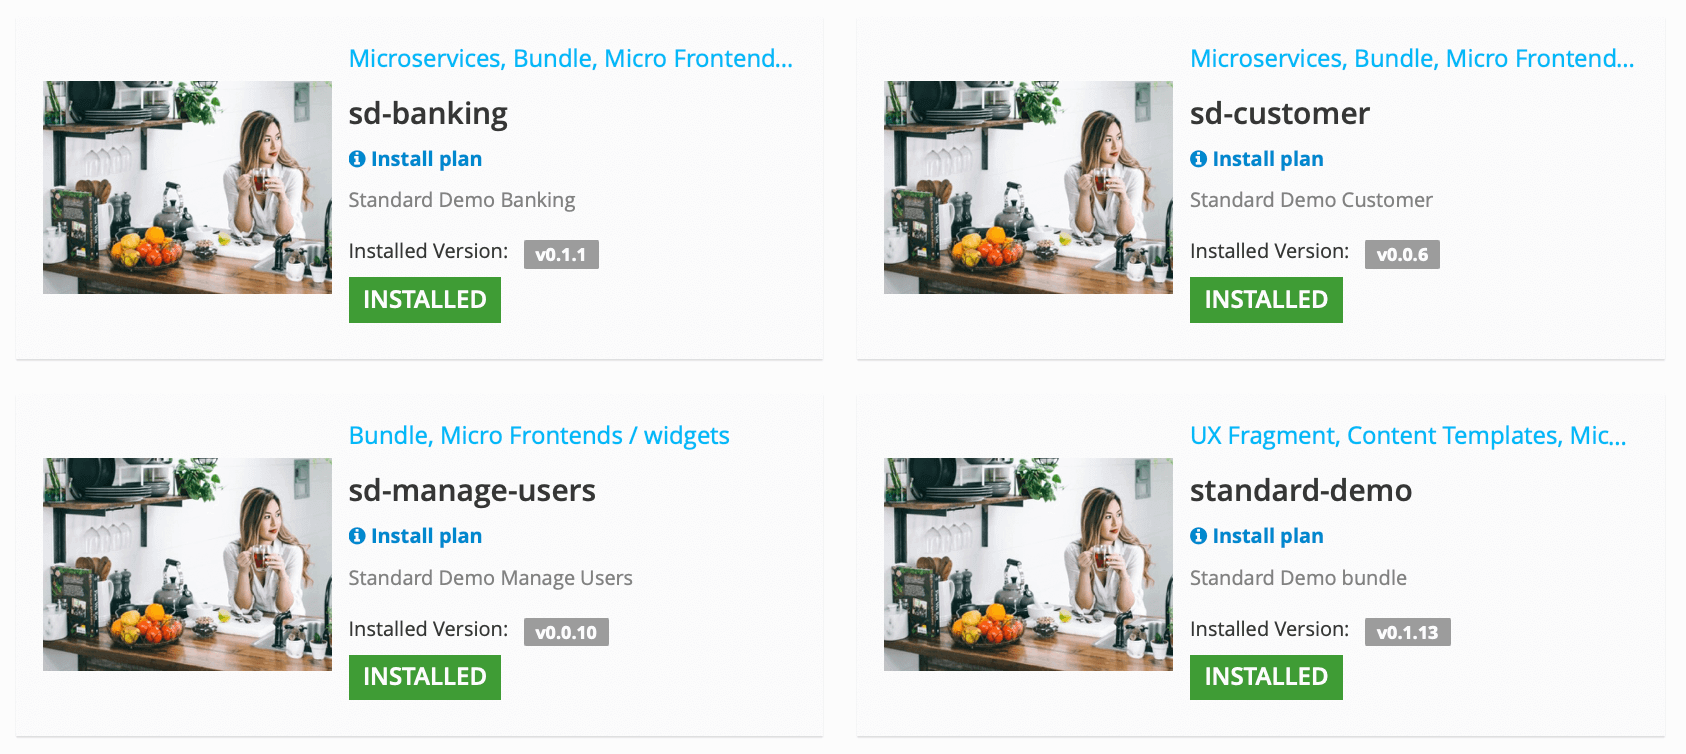 Microservices, Bundle, Micro Frontend...
sd-banking
Install plan
Standard Demo Banking
Installed Version: v0.1.1
INSTALLED
Microservices, Bundle, Micro Frontend...
sd-customer
Install plan
Standard Demo Customer
Installed Version: v0.0.6
INSTALLED
Bundle, Micro Frontends / widgets
sd-manage-users
Install plan
Standard Demo Manage Users
Installed Version: v0.0.10
INSTALLED
UX Fragment, Content Templates, Mic...
standard-demo
Install plan
Standard Demo bundle
Installed Version: v0.1.13
INSTALLED